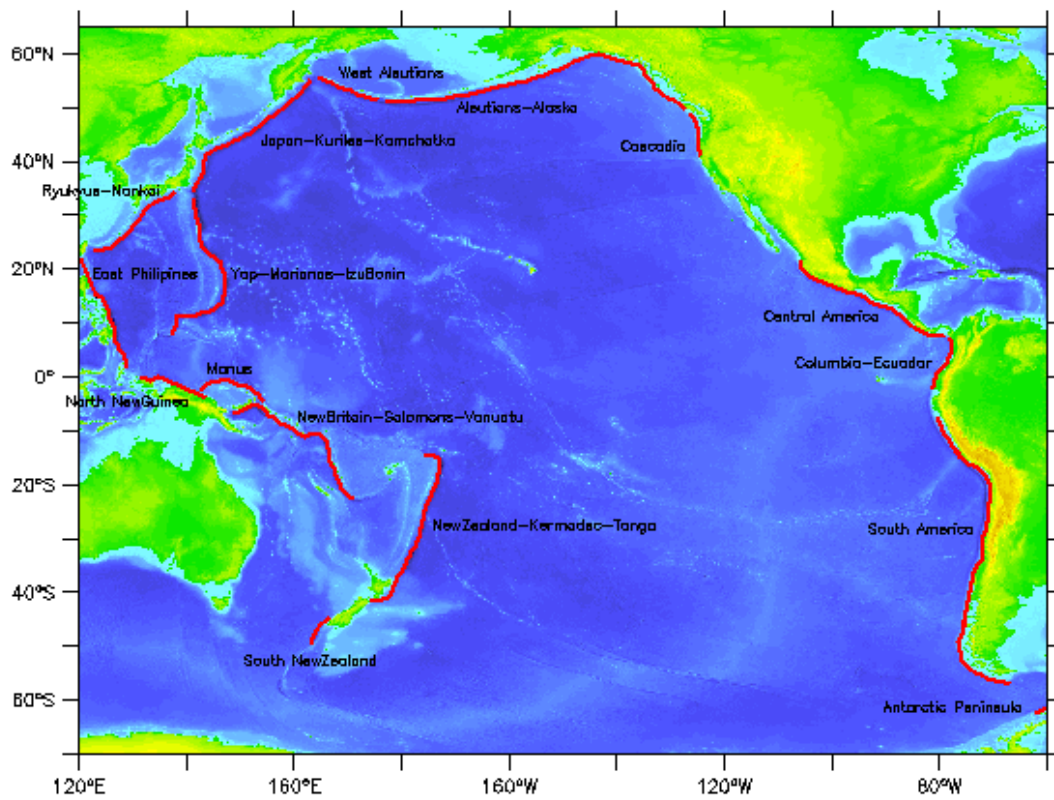 60°N
West Aleutians
Aleutians-Alaska
Japan-Kuriles-Kamchatka
Cascadia
40°N
Ryukyus-Nankai
East Philipines
Yap-Marianas-IzuBonin
20°N
Central America
Columbia-Ecuador
Manus
0°
North NewGuinea
NewBritain-Solomons-Vanuatu
20°S
NewZealand-Kermadec-Tonga
South America
40°S
South NewZealand
60°S
Antarctic Peninsula
120°E
160°E
160°W
120°W
80°W